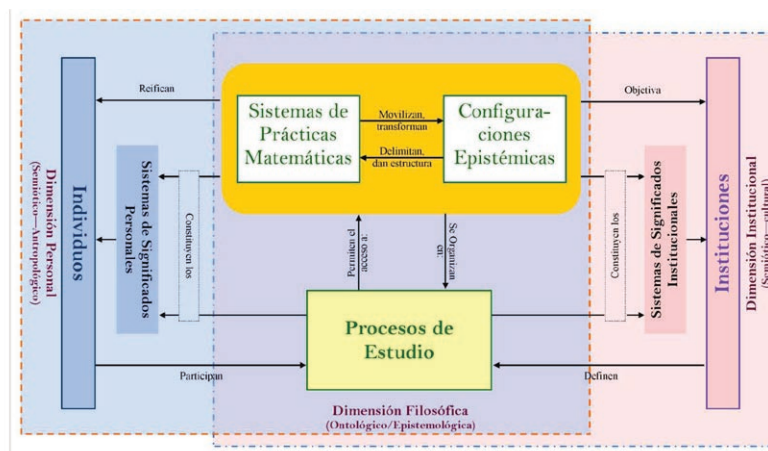 Reifican
Objetiva
Sistemas de
Prácticas
Matemáticas
Movilizan,
transforman
Delimitan,
dan estructura
Configura-
ciones
Epistémicas
Dimensión Personal
(Semiótico—Antropológico)
Individuos
Sistemas de Significados
Personales
Constituyen los
Permiten el
acceso a:
Se Organizan
en:
Constituyen los
Sistemas de Significados
Institucionales
Instituciones
Dimensión Institucional
(Semiótico—cultural)
Procesos de
Estudio
Participan
Definen
Dimensión Filosófica
(Ontológico/Epistemológica)